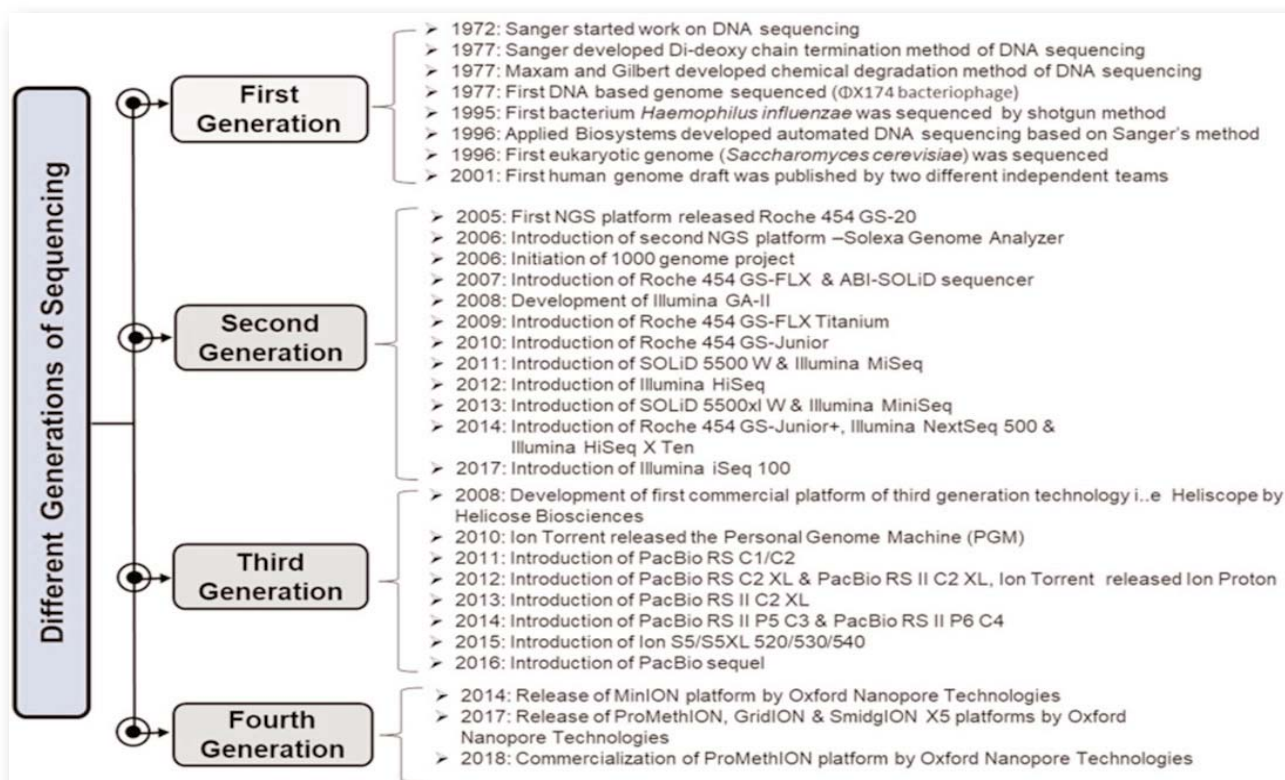 Different Generations of Sequencing
First
Generation
➢ 1972: Sanger started work on DNA sequencing
➢ 1977: Sanger developed Di-deoxy chain termination method of DNA sequencing
➢ 1977: Maxam and Gilbert developed chemical degradation method of DNA sequencing
➢ 1977: First DNA based genome sequenced (ΦX174 bacteriophage)
➢ 1995: First bacterium Haemophilus influenzae was sequenced by shotgun method
➢ 1996: Applied Biosystems developed automated DNA sequencing based on Sanger's method
➢ 1996: First eukaryotic genome (Saccharomyces cerevisiae) was sequenced
➢ 2001: First human genome draft was published by two different independent teams
Second
Generation
➢ 2005: First NGS platform released Roche 454 GS-20
➢ 2006: Introduction of second NGS platform –Solexa Genome Analyzer
➢ 2006: Initiation of 1000 genome project
➢ 2007: Introduction of Roche 454 GS-FLX & ABI-SOLiD sequencer
➢ 2008: Development of Illumina GA-II
➢ 2009: Introduction of Roche 454 GS-FLX Titanium
➢ 2010: Introduction of Roche 454 GS-Junior
➢ 2011: Introduction of SOLiD 5500 W & Illumina MiSeq
➢ 2012: Introduction of Illumina HiSeq
➢ 2013: Introduction of SOLiD 5500xl W & Illumina MiniSeq
➢ 2014: Introduction of Roche 454 GS-Junior+, Illumina NextSeq 500 &
Illumina HiSeq X Ten
➢ 2017: Introduction of Illumina iSeq 100
Third
Generation
➢ 2008: Development of first commercial platform of third generation technology i..e Heliscope by
Helicose Biosciences
➢ 2010: Ion Torrent released the Personal Genome Machine (PGM)
➢ 2011: Introduction of PacBio RS C1/C2
➢ 2012: Introduction of PacBio RS C2 XL & PacBio RS II C2 XL, Ion Torrent released Ion Proton
➢ 2013: Introduction of PacBio RS II C2 XL
➢ 2014: Introduction of PacBio RS II P5 C3 & PacBio RS II P6 C4
➢ 2015: Introduction of Ion S5/S5XL 520/530/540
➢ 2016: Introduction of PacBio sequel
Fourth
Generation
➢ 2014: Release of MinION platform by Oxford Nanopore Technologies
➢ 2017: Release of ProMethION, GridION & SmidgION X5 platforms by Oxford
Nanopore Technologies
➢ 2018: Commercialization of ProMethION platform by Oxford Nanopore Technologies